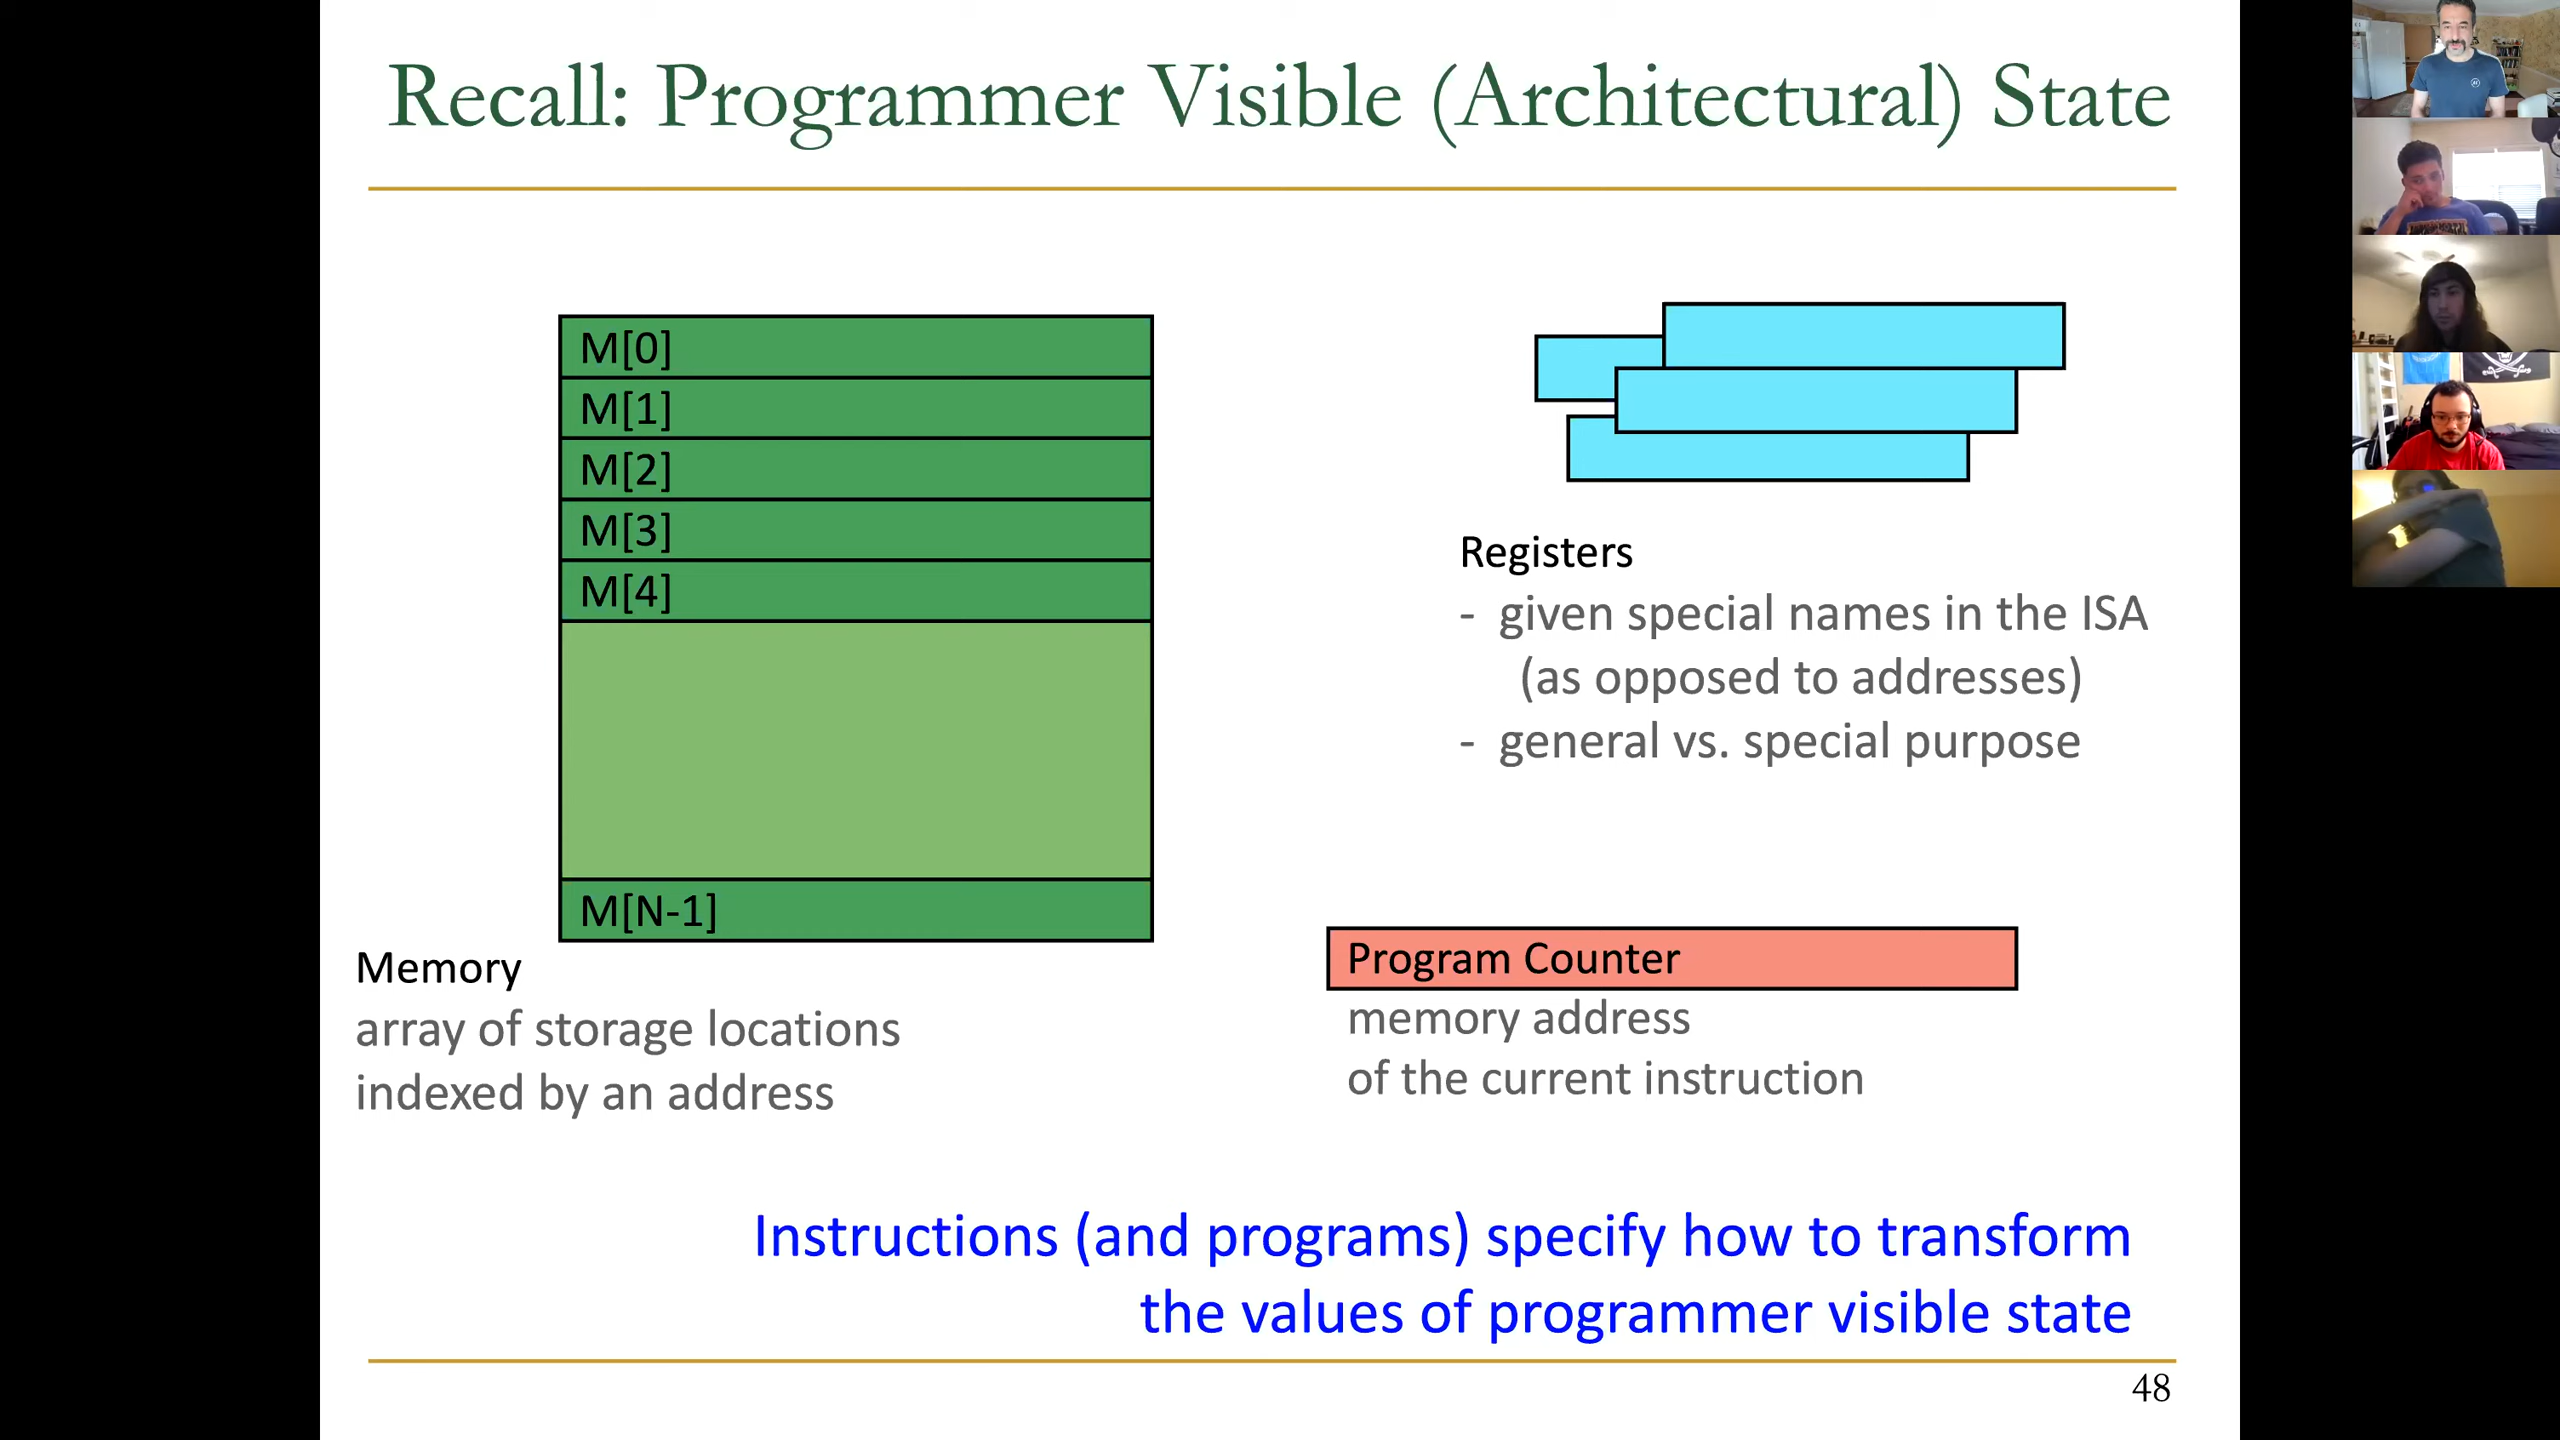 Recall: Programmer Visible (Architectural) State
M[0]
M[1]
M[2]
M[3]
M[4]
M[N-1]
Memory
array of storage locations
indexed by an address
Registers
- given special names in the ISA
(as opposed to addresses)
- general vs. special purpose
Program Counter
memory address
of the current instruction
Instructions (and programs) specify how to transform
the values of programmer visible state
48